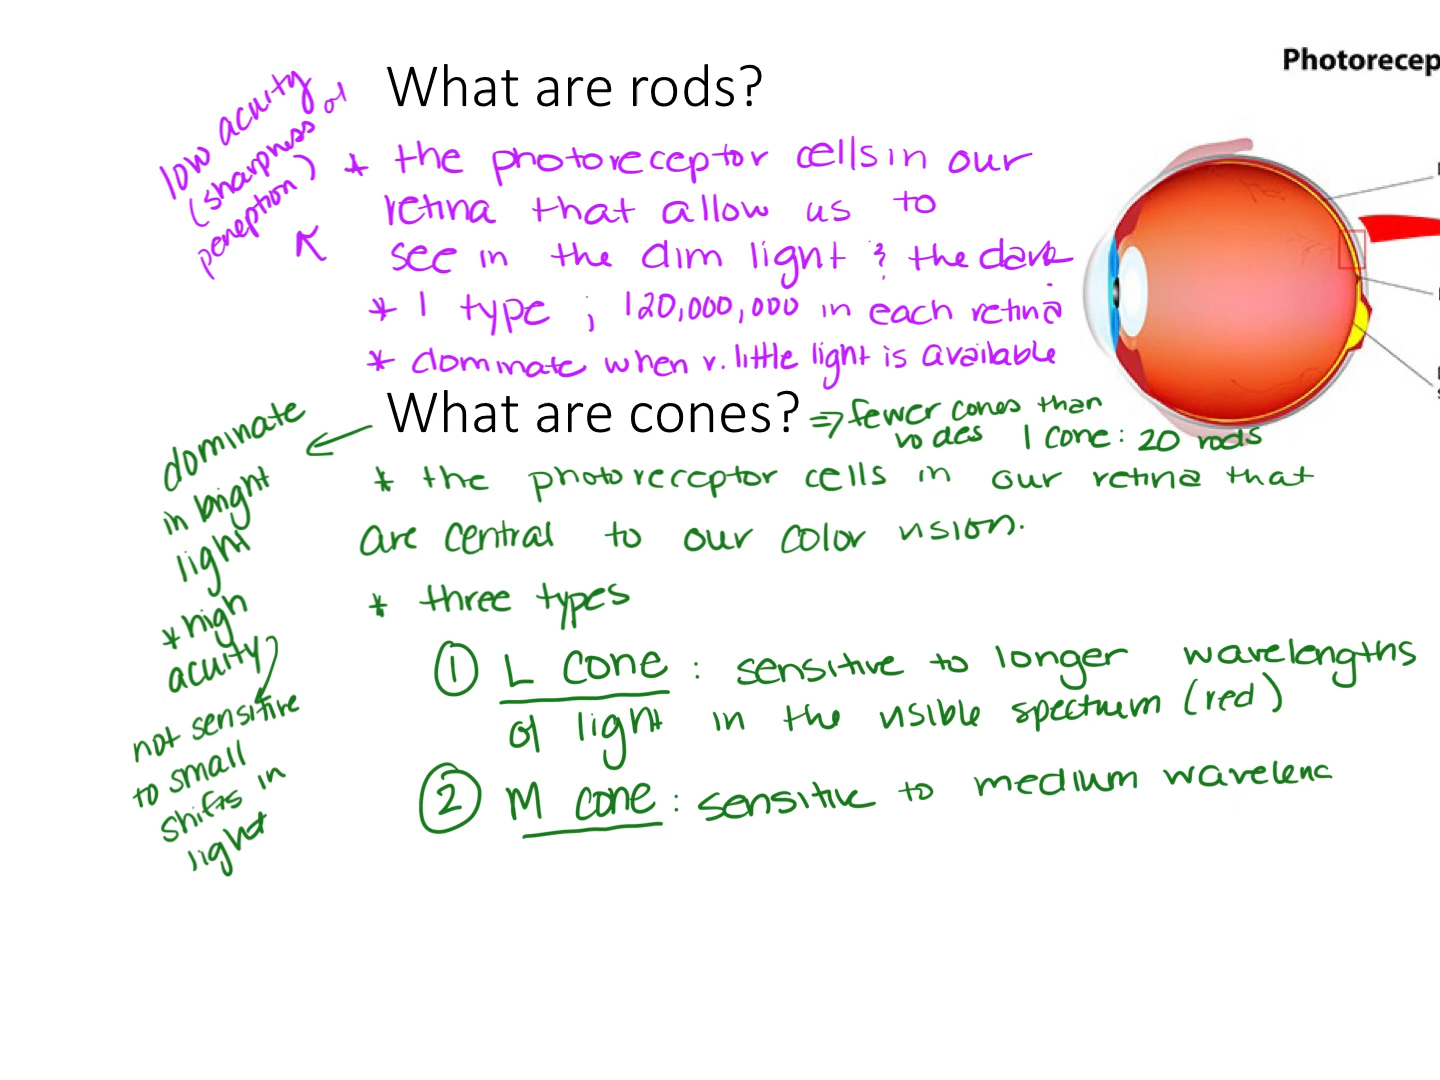 Photorecep
What are rods?
low acuity
(sharpness of
perception)
* the photoreceptor cells in our
retina that allow us to
see in the dim light & the dark.
* 1 type ; 120,000,000 in each retina
* dominate when v. little light is available
What are cones? ⇒ fewer cones than
rodes 1 cone : 20 rods
dominate
in bright
light
* high
acuity
not sensitive
to small
shifts in
light
* the photoreceptor cells in our retina that
are central to our color vision.
* three types
① L cone : sensitive to longer wavelengths
of light in the visible spectrum (red)
② M cone : sensitive to medium wavelenc